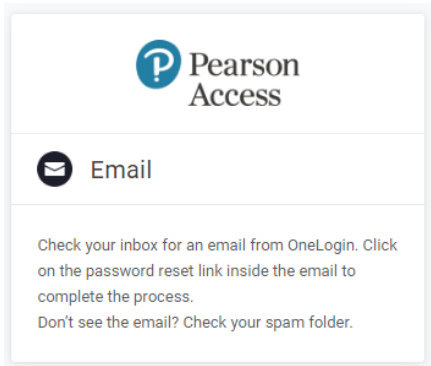 Pearson
Access
Email
Check your inbox for an email from OneLogin. Click
on the password reset link inside the email to
complete the process.
Don't see the email? Check your spam folder.